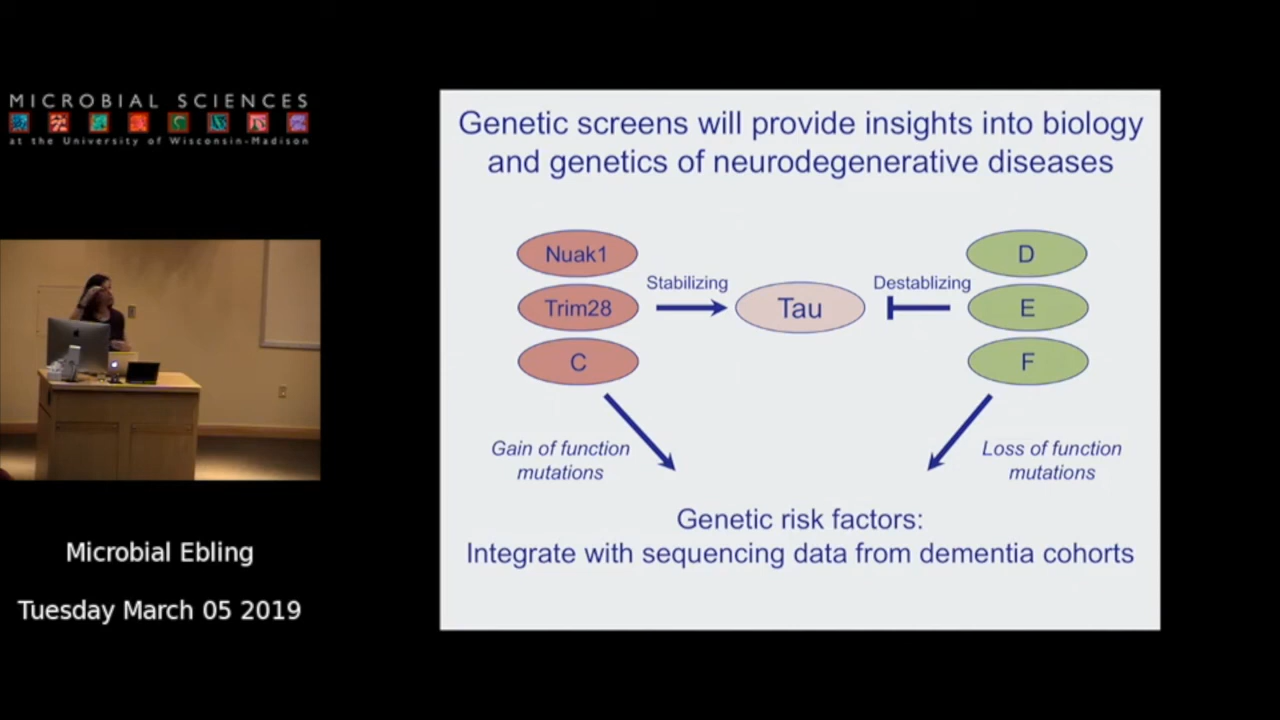 MICROBIAL SCIENCES
at the University of Wisconsin-Madison
Microbial Ebling
Tuesday March 05 2019
Genetic screens will provide insights into biology
and genetics of neurodegenerative diseases
Nuak1
Trim28
C
Stabilizing
Tau
Destablizing
D
E
F
Gain of function
mutations
Loss of function
mutations
Genetic risk factors:
Integrate with sequencing data from dementia cohorts